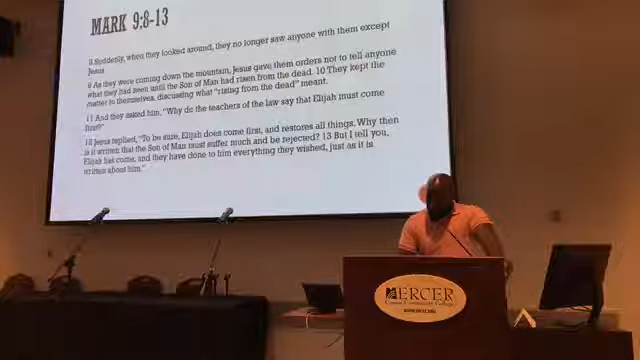 MARK 9:8-13
8 Suddenly, when they looked around, they no longer saw anyone with them except
Jesus
9 As they were coming down the mountain, Jesus gave them orders not to tell anyone
what they had seen until the Son of Man had risen from the dead. 10 They kept the
matter to themselves, discussing what "rising from the dead" meant.
11 And they asked him, "Why do the teachers of the law say that Elijah must come
first?"
12 Jesus replied, "To be sure, Elijah does come first, and restores all things. Why then
is it written that the Son of Man must suffer much and be rejected? 13 But I tell you,
Elijah has come, and they have done to him everything they wished, just as it is
written about him."
MERCER
County Community College